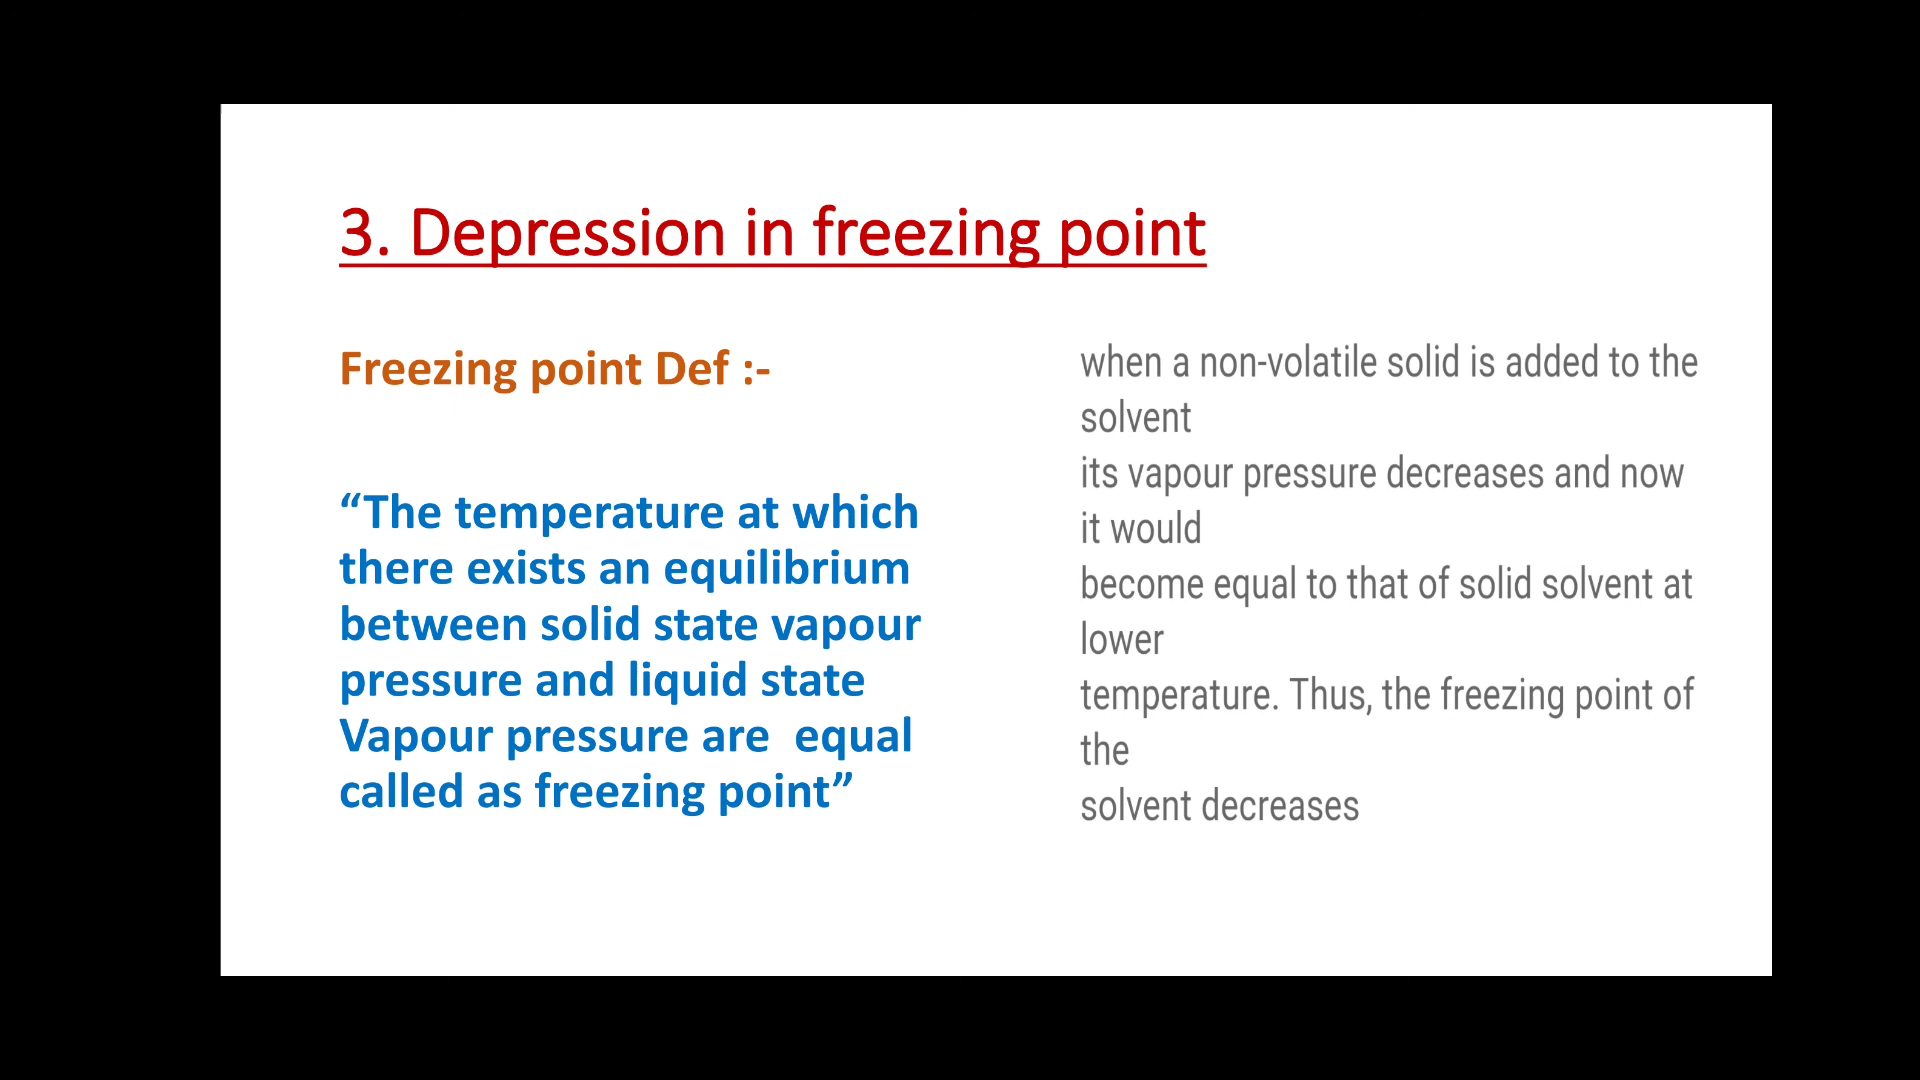 3. Depression in freezing point
Freezing point Def :-
“The temperature at which
there exists an equilibrium
between solid state vapour
pressure and liquid state
Vapour pressure are  equal
called as freezing point”
when a non-volatile solid is added to the
solvent
its vapour pressure decreases and now
it would
become equal to that of solid solvent at
lower
temperature. Thus, the freezing point of
the
solvent decreases